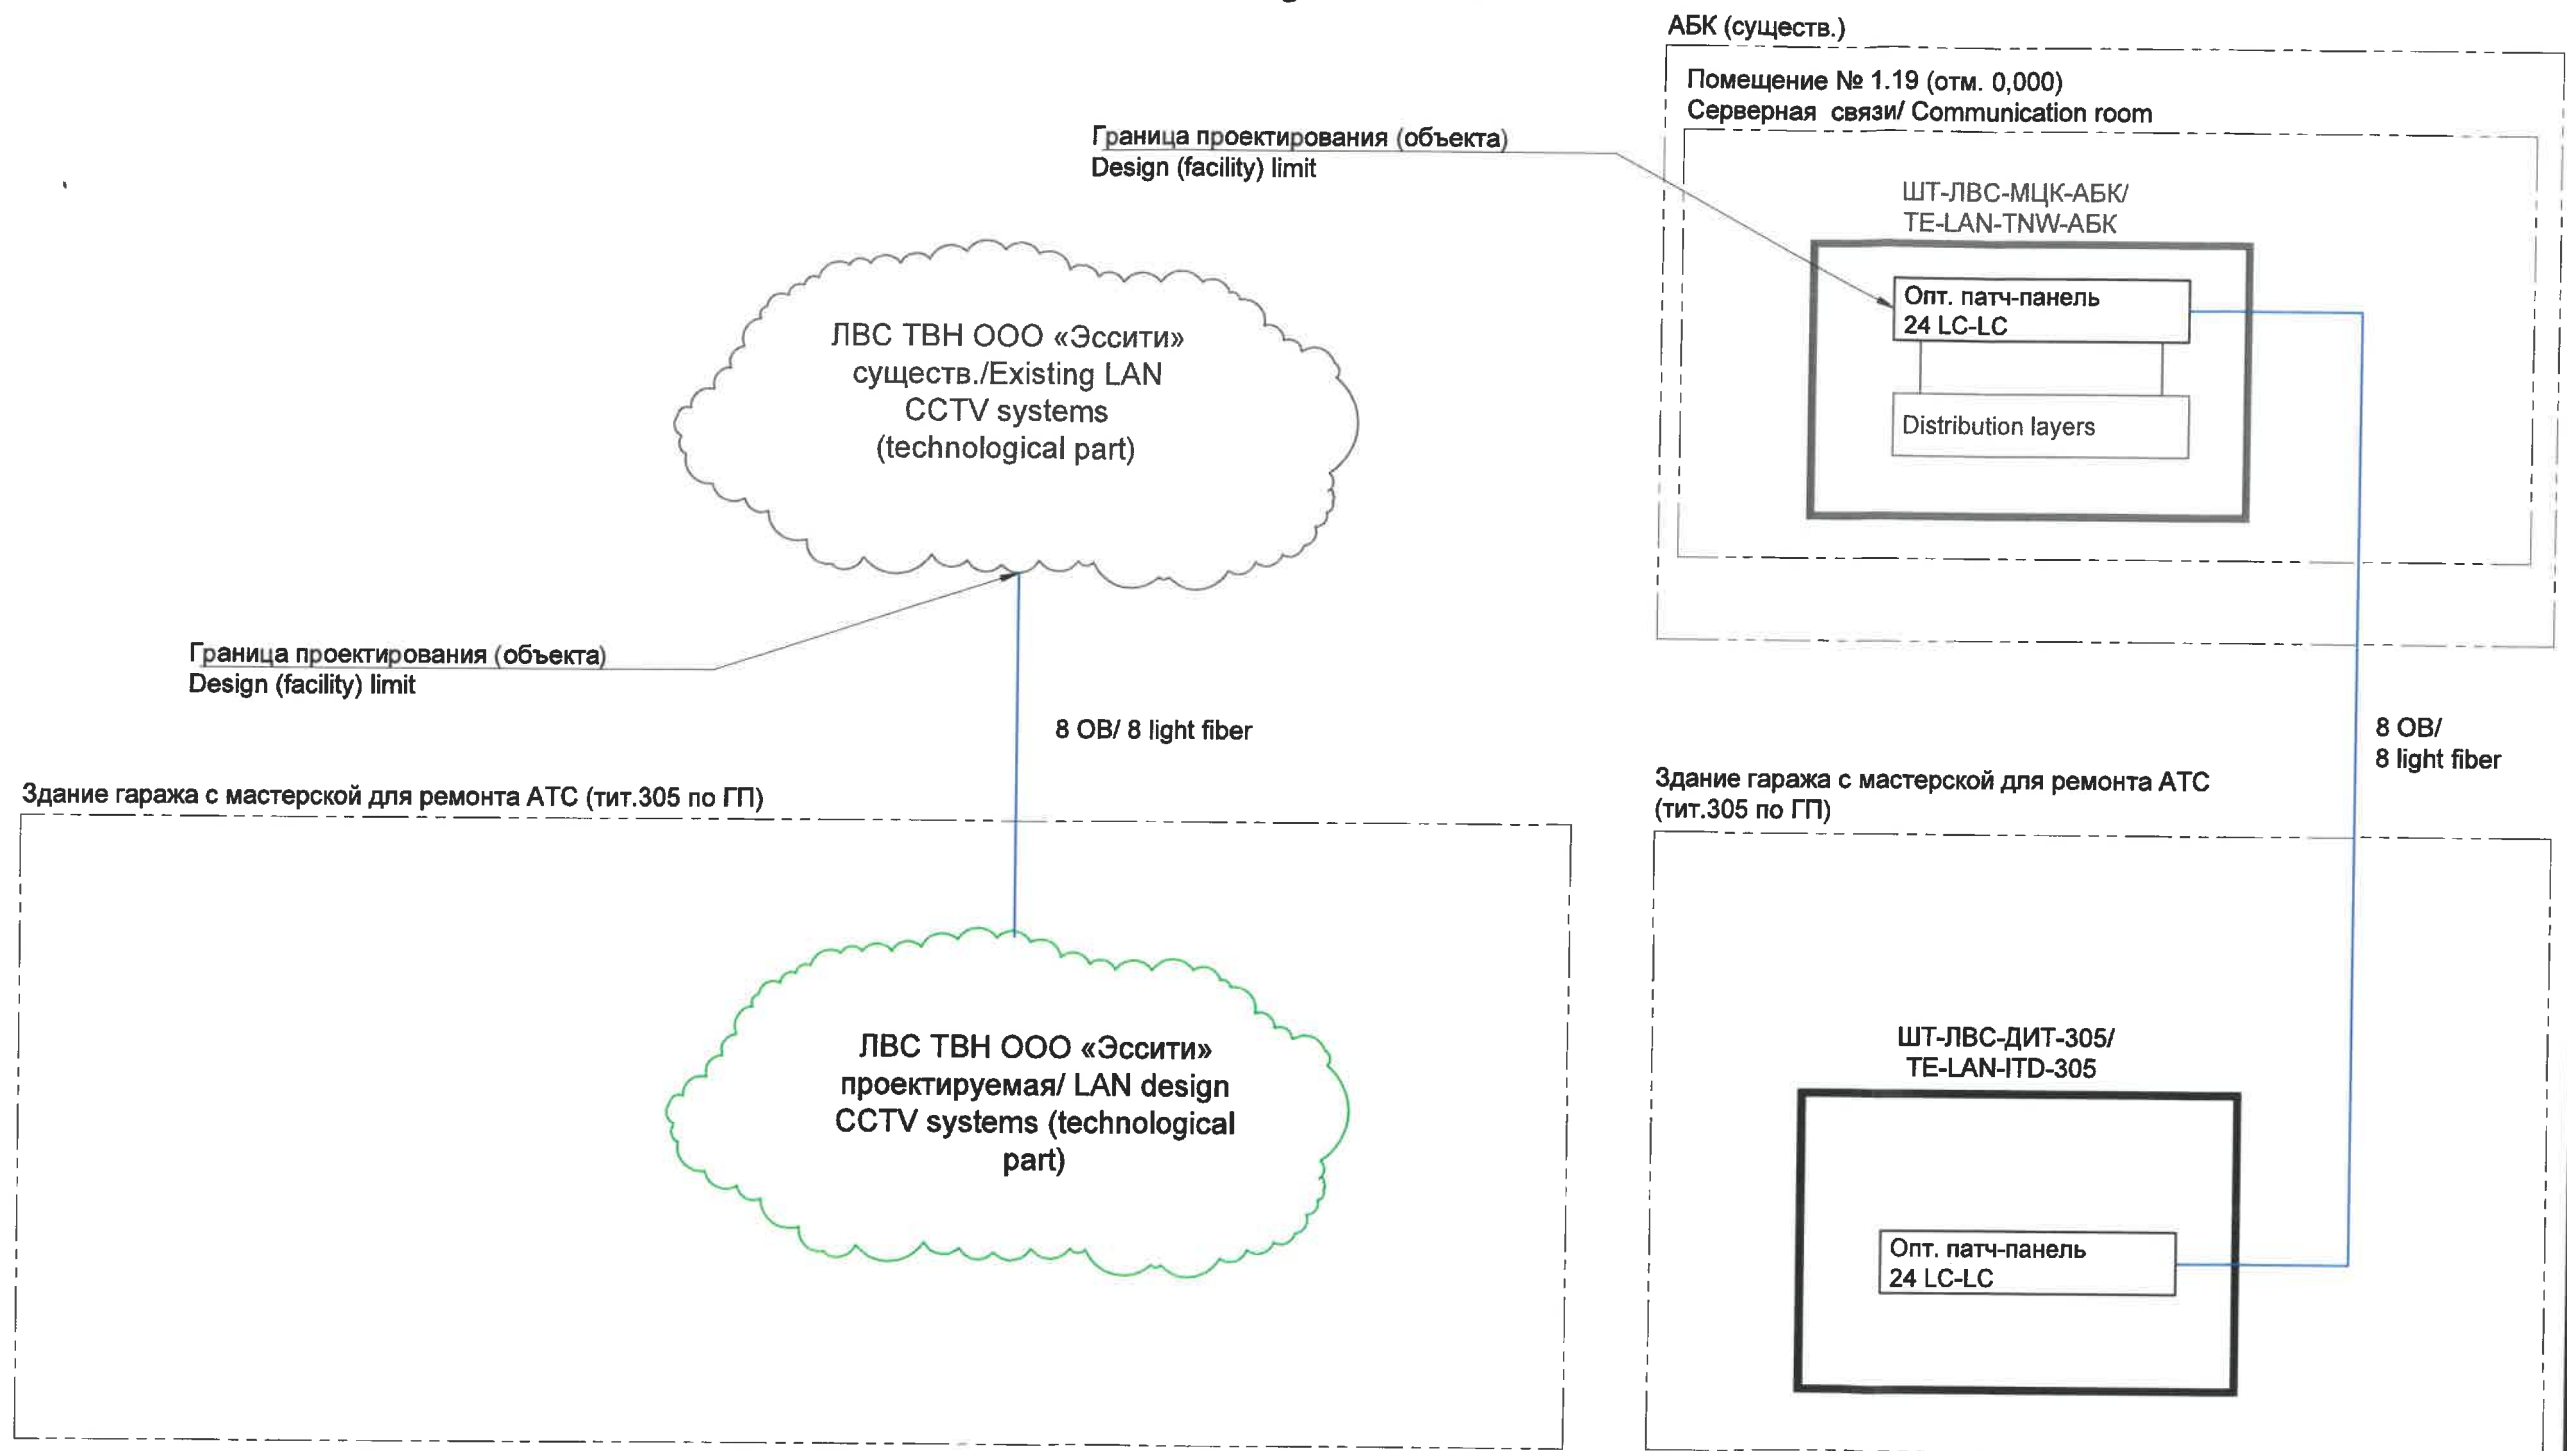 АБК (существ.)
Помещение № 1.19 (отм. 0,000)
Серверная связи/ Communication room
Граница проектирования (объекта)
Design (facility) limit
ШТ-ЛВС-МЦК-АБК/
TE-LAN-TNW-АБК
Опт. патч-панель
24 LC-LC
Distribution layers
ЛВС ТВН ООО «Эссити»
существ./Existing LAN
CCTV systems
(technological part)
Граница проектирования (объекта)
Design (facility) limit
8 ОВ/ 8 light fiber
8 ОВ/
8 light fiber
Здание гаража с мастерской для ремонта АТС (тит.305 по ГП)
Здание гаража с мастерской для ремонта АТС
(тит.305 по ГП)
ЛВС ТВН ООО «Эссити»
проектируемая/ LAN design
CCTV systems (technological
part)
ШТ-ЛВС-ДИТ-305/
TE-LAN-ITD-305
Опт. патч-панель
24 LC-LC